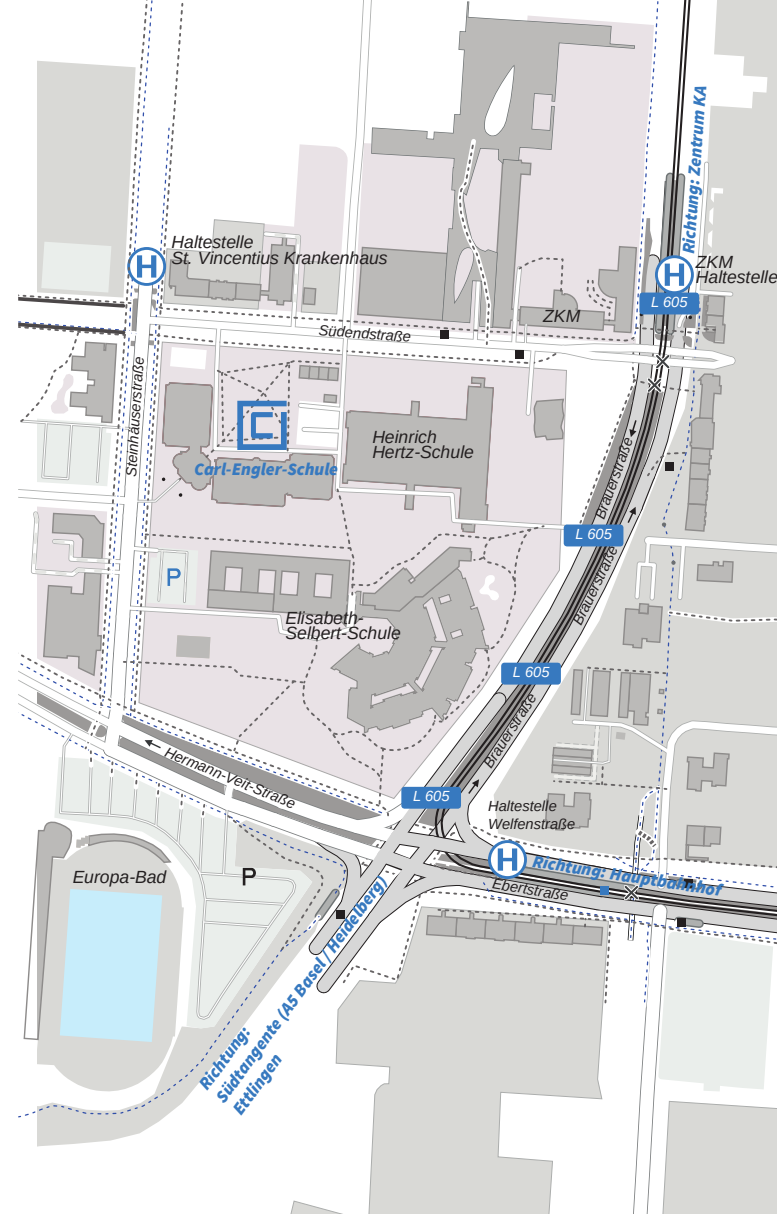 Richtung: Zentrum KA
H
Haltestelle
St. Vincentius Krankenhaus
H
ZKM
Haltestelle
L 605
ZKM
Südendstraße
Steinhäuserstraße
Heinrich
Hertz-Schule
Carl-Engler-Schule
Brauerstraße
L 605
Brauerstraße
P
Elisabeth-
Selbert-Schule
L 605
Brauerstraße
Hermann-Veit-Straße
L 605
Haltestelle
Welfenstraße
H
Richtung: Hauptbahnhof
Ebertstraße
Europa-Bad
P
Richtung:
Südtangente (A5 Basel / Heidelberg)
Ettlingen